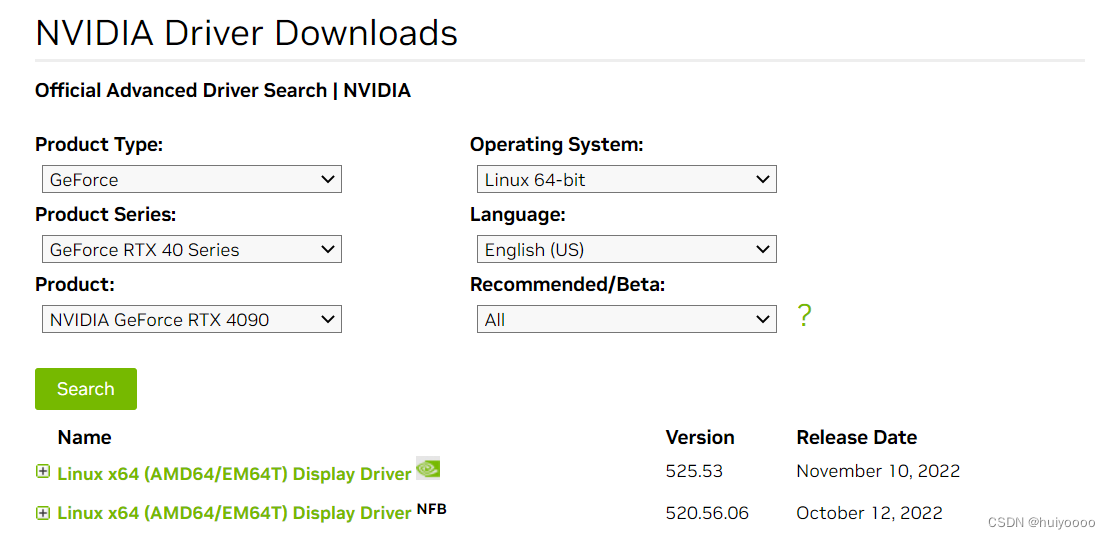 NVIDIA Driver Downloads
Official Advanced Driver Search | NVIDIA
Product Type:
GeForce
Operating System:
Linux 64-bit
Product Series:
GeForce RTX 40 Series
Language:
English (US)
Product:
NVIDIA GeForce RTX 4090
Recommended/Beta:
All
?
Search
Name Version Release Date
Linux x64 (AMD64/EM64T) Display Driver 525.53 November 10, 2022
Linux x64 (AMD64/EM64T) Display Driver NFB 520.56.06 October 12, 2022
CSDN @huiyoooo